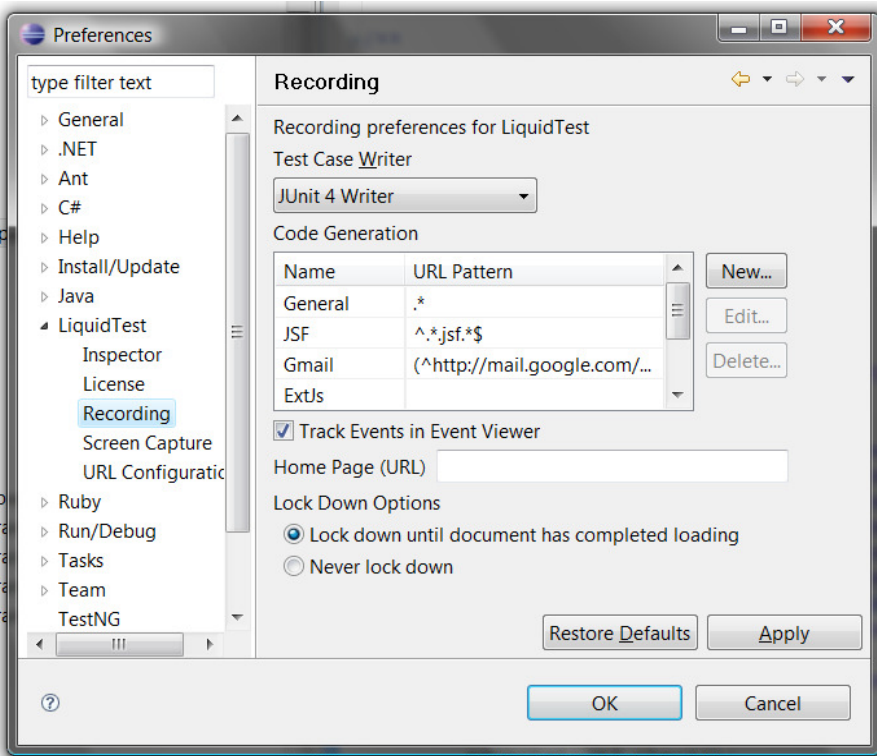 Preferences
type filter text
General
.NET
Ant
C#
Help
Install/Update
Java
LiquidTest
Inspector
License
Recording
Screen Capture
URL Configuratic
Ruby
Run/Debug
Tasks
Team
TestNG
Recording
Recording preferences for LiquidTest
Test Case Writer
JUnit 4 Writer
Code Generation
Name URL Pattern
General .*
JSF ^.*.jsf.*$
Gmail (^http://mail.google.com/...
ExtJs
New...
Edit...
Delete...
Track Events in Event Viewer
Home Page (URL)
Lock Down Options
Lock down until document has completed loading
Never lock down
Restore Defaults Apply
OK Cancel